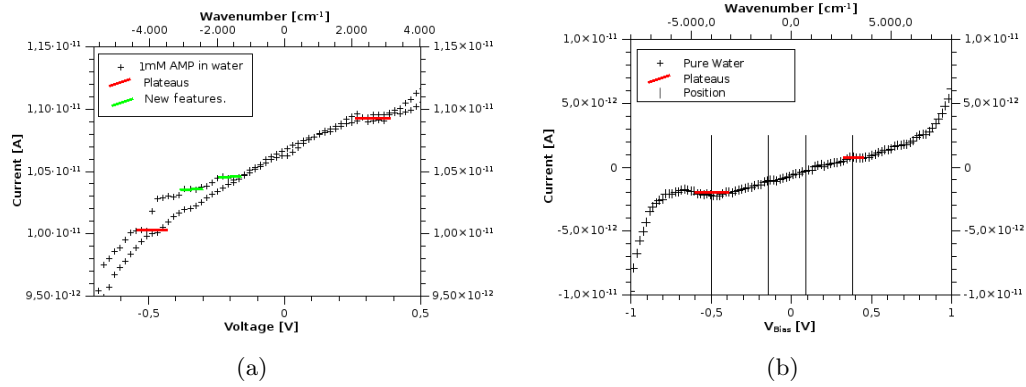 Wavenumber [cm⁻¹]
-4.000 -2.000 0 2.000 4.000
1,15·10⁻¹¹ 1,15×10⁻¹¹
1mM AMP in water
Plateaus
New features.
1,10·10⁻¹¹ 1,10×10⁻¹¹
Current [A]
1,05·10⁻¹¹ 1,05×10⁻¹¹
1,00·10⁻¹¹ 1,00×10⁻¹¹
9,50·10⁻¹² 9,50×10⁻¹²
-0,5 0 0,5
Voltage [V]
(a)
Wavenumber [cm⁻¹]
-5.000,0 0,0 5.000,0
1,0×10⁻¹¹ 1,0×10⁻¹¹
Pure Water
Plateaus
Position
5,0×10⁻¹² 5,0×10⁻¹²
Current [A]
0 0
-5,0×10⁻¹² -5,0×10⁻¹²
-1,0×10⁻¹¹ -1,0×10⁻¹¹
-1 -0,5 0 0,5 1
V_Bias [V]
(b)